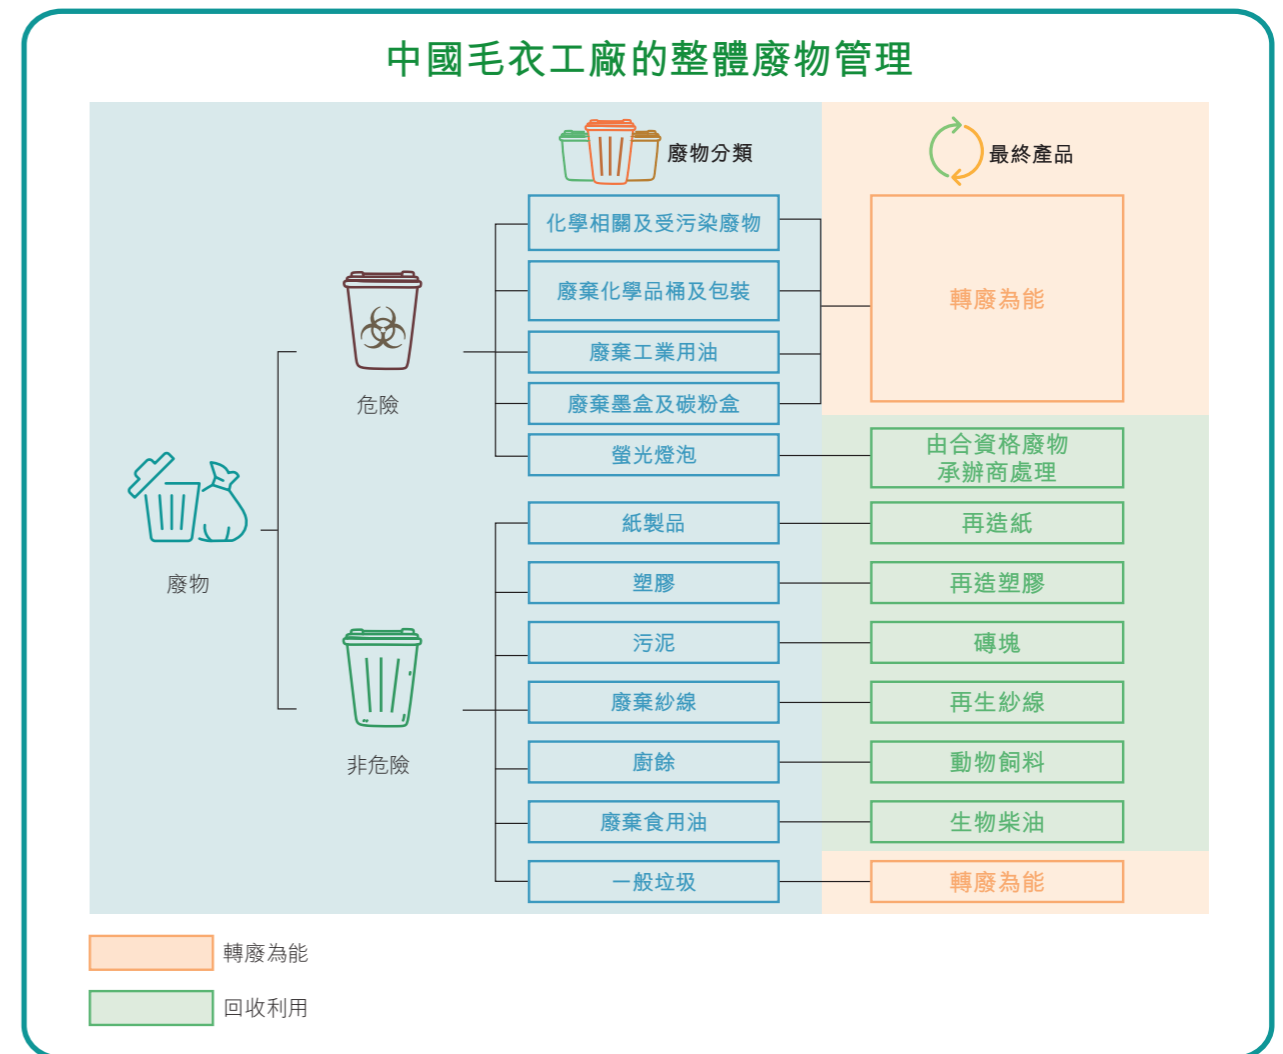 中國毛衣工廠的整體廢物管理
廢物分類
最終產品
化學相關及受污染廢物
廢棄化學品桶及包裝
廢棄工業用油
廢棄墨盒及碳粉盒
轉廢為能
危險
螢光燈泡
由合資格廢物
承辦商處理
紙製品
再造紙
廢物
塑膠
再造塑膠
污泥
磚塊
廢棄紗線
再生紗線
非危險
廚餘
動物飼料
廢棄食用油
生物柴油
一般垃圾
轉廢為能
轉廢為能
回收利用